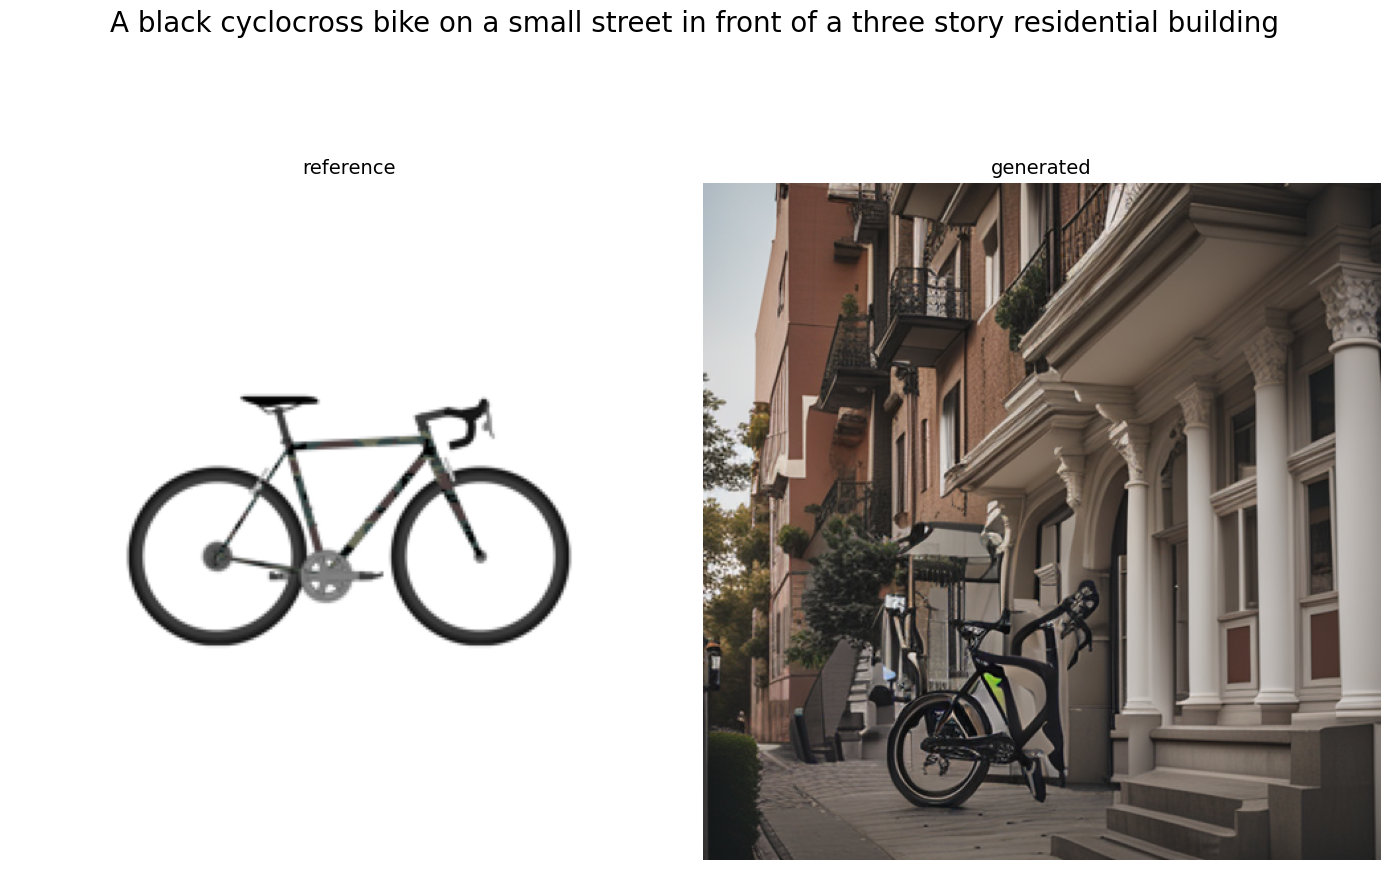 A black cyclocross bike on a small street in front of a three story residential building
reference
generated